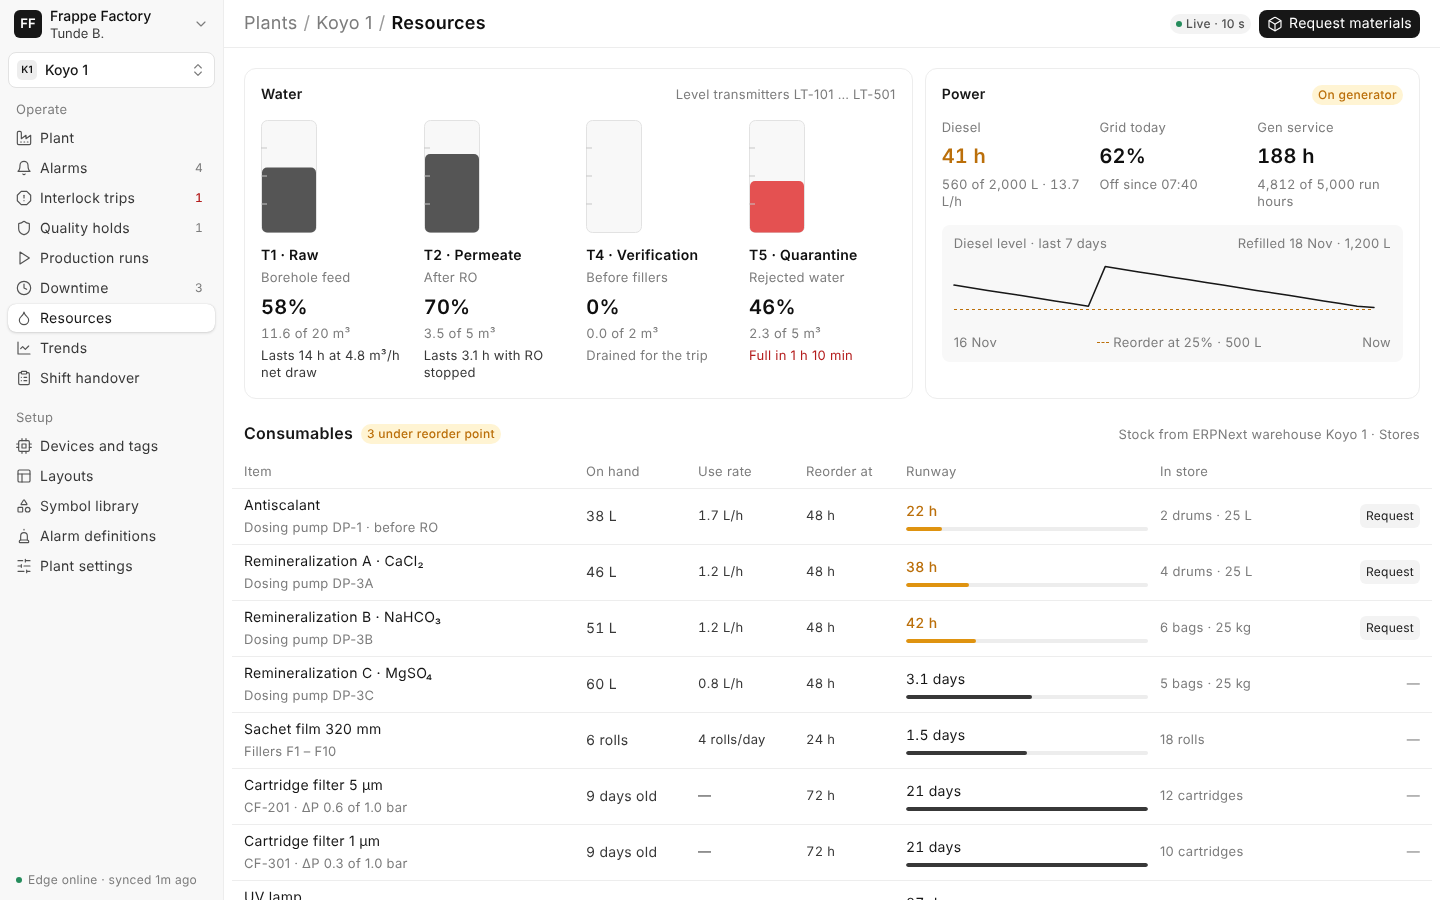 FF
Frappe Factory
Tunde B.
K1
Koyo 1
Operate
Plant
Alarms 4
Interlock trips 1
Quality holds 1
Production runs
Downtime 3
Resources
Trends
Shift handover
Setup
Devices and tags
Layouts
Symbol library
Alarm definitions
Plant settings
Edge online · synced 1m ago
Plants / Koyo 1 / Resources
Live · 10 s
Request materials
Water
Level transmitters LT-101 … LT-501
T1 · Raw
Borehole feed
58%
11.6 of 20 m³
Lasts 14 h at 4.8 m³/h
net draw
T2 · Permeate
After RO
70%
3.5 of 5 m³
Lasts 3.1 h with RO
stopped
T4 · Verification
Before fillers
0%
0.0 of 2 m³
Drained for the trip
T5 · Quarantine
Rejected water
46%
2.3 of 5 m³
Full in 1 h 10 min
Power
On generator
Diesel
41 h
560 of 2,000 L · 13.7
L/h
Grid today
62%
Off since 07:40
Gen service
188 h
4,812 of 5,000 run
hours
Diesel level · last 7 days
Refilled 18 Nov · 1,200 L
16 Nov
Reorder at 25% · 500 L
Now
Consumables
3 under reorder point
Stock from ERPNext warehouse Koyo 1 · Stores
Item On hand Use rate Reorder at Runway In store
Antiscalant
Dosing pump DP-1 · before RO
38 L 1.7 L/h 48 h 22 h 2 drums · 25 L Request
Remineralization A · CaCl₂
Dosing pump DP-3A
46 L 1.2 L/h 48 h 38 h 4 drums · 25 L Request
Remineralization B · NaHCO₃
Dosing pump DP-3B
51 L 1.2 L/h 48 h 42 h 6 bags · 25 kg Request
Remineralization C · MgSO₄
Dosing pump DP-3C
60 L 0.8 L/h 48 h 3.1 days 5 bags · 25 kg —
Sachet film 320 mm
Fillers F1 – F10
6 rolls 4 rolls/day 24 h 1.5 days 18 rolls —
Cartridge filter 5 µm
CF-201 · ΔP 0.6 of 1.0 bar
9 days old — 72 h 21 days 12 cartridges —
Cartridge filter 1 µm
CF-301 · ΔP 0.3 of 1.0 bar
9 days old — 72 h 21 days 10 cartridges —
UV lamp